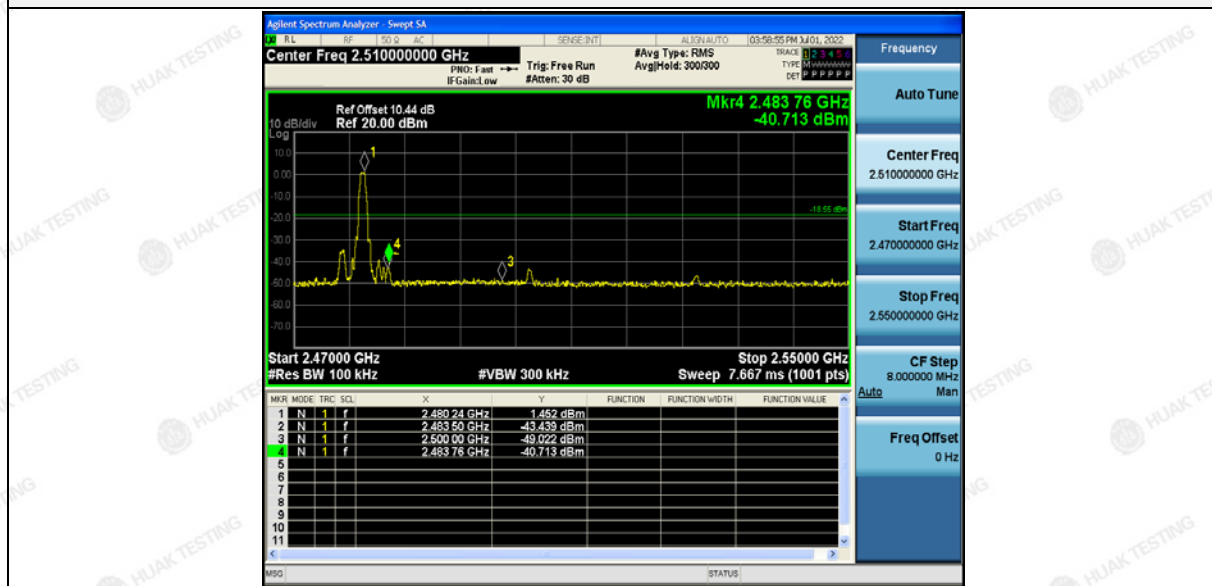 Agilent Spectrum Analyzer - Swept SA
RL RF 50 Ω AC SENSE:INT ALIGN AUTO 03:58:55 PM Jul 01, 2022
Center Freq 2.510000000 GHz
PNO: Fast
IFGain:Low
Trig: Free Run
#Atten: 30 dB
#Avg Type: RMS
Avg|Hold: 300/300
TRACE 1 2 3 4 5 6
TYPE M
DET P P P P P P
Ref Offset 10.44 dB
Ref 20.00 dBm
10 dB/div
Log
Mkr4 2.483 76 GHz
-40.713 dBm
10.0
0.00
-10.0
-20.0
-30.0
-40.0
-50.0
-60.0
-70.0
1
4
3
-18.55 dBm
Start 2.47000 GHz
Stop 2.55000 GHz
#Res BW 100 kHz
#VBW 300 kHz
Sweep 7.667 ms (1001 pts)
MKR MODE TRC SCL X Y FUNCTION FUNCTION WIDTH FUNCTION VALUE
1 N 1 f 2.480 24 GHz 1.452 dBm
2 N 1 f 2.483 50 GHz -43.439 dBm
3 N 1 f 2.500 00 GHz -49.022 dBm
4 N 1 f 2.483 76 GHz -40.713 dBm
5
6
7
8
9
10
11
MSG
STATUS
Frequency
Auto Tune
Center Freq
2.510000000 GHz
Start Freq
2.470000000 GHz
Stop Freq
2.550000000 GHz
CF Step
8.000000 MHz
Auto Man
Freq Offset
0 Hz
HUAK TESTING
HUAK TESTING
HUAK TESTING
HUAK TESTING
HUAK TESTING